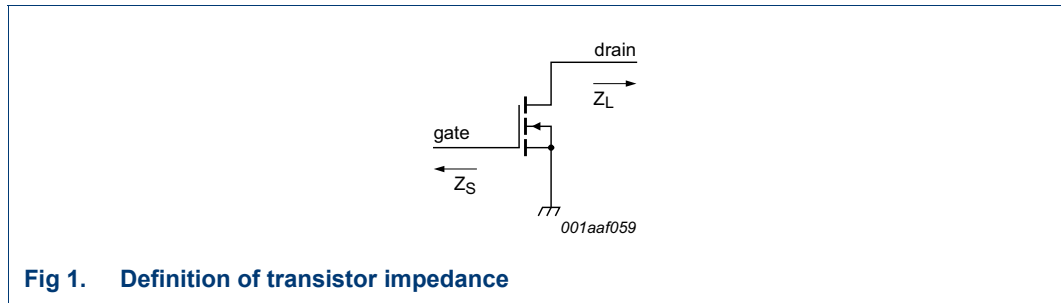 drain
Z_L
gate
Z_S
001aaf059
Fig 1. Definition of transistor impedance